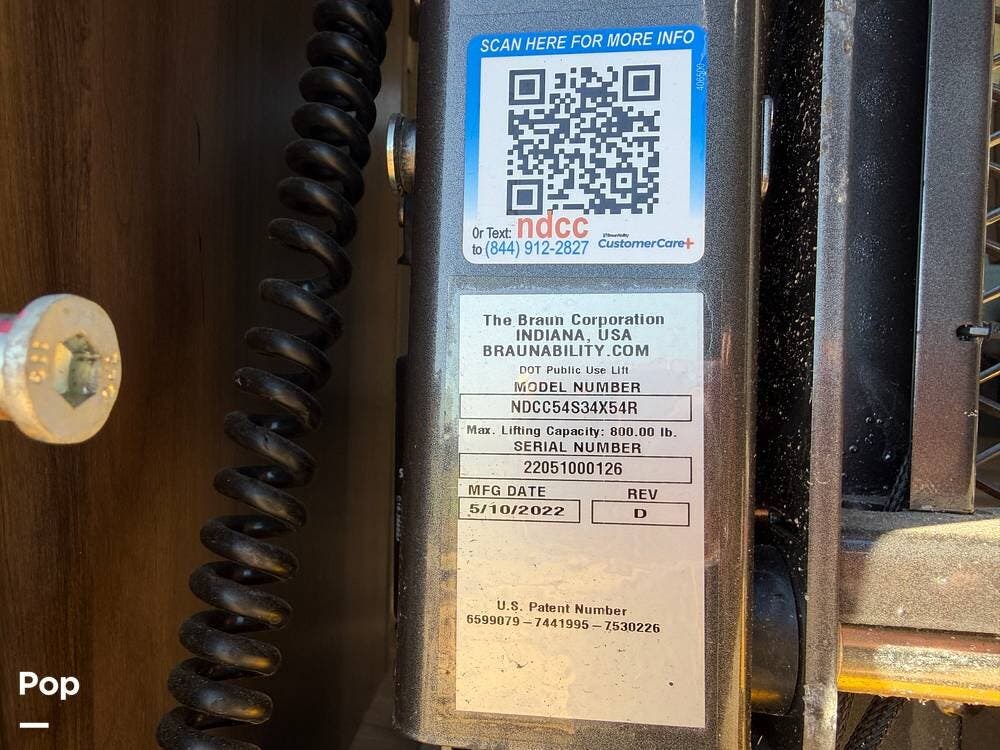 SCAN HERE FOR MORE INFO
406500
Or Text: ndcc
to (844) 912-2827
BraunAbility
CustomerCare+
The Braun Corporation
INDIANA, USA
BRAUNABILITY.COM
DOT Public Use Lift
MODEL NUMBER
NDCC54S34X54R
Max. Lifting Capacity: 800.00 lb.
SERIAL NUMBER
22051000126
MFG DATE
REV
5/10/2022
D
U.S. Patent Number
6599079 – 7441995 – 7530226
Pop